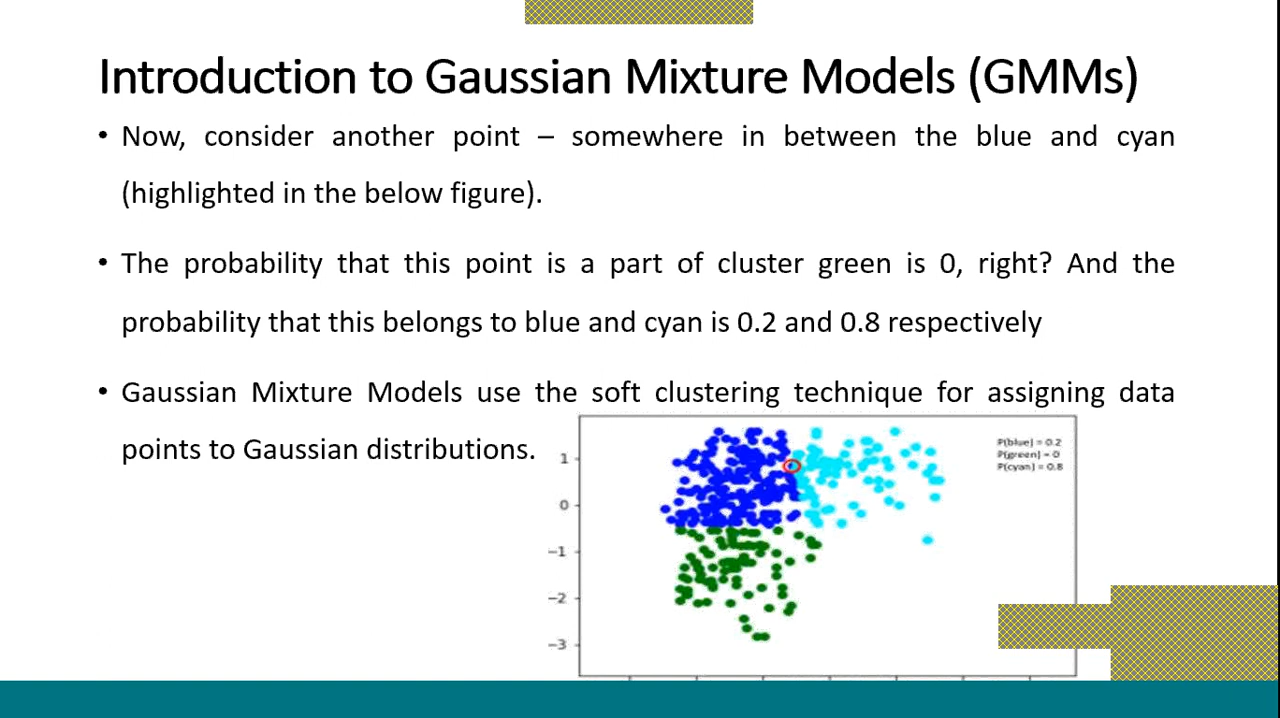 Introduction to Gaussian Mixture Models (GMMs)
• Now, consider another point – somewhere in between the blue and cyan
(highlighted in the below figure).
• The probability that this point is a part of cluster green is 0, right? And the
probability that this belongs to blue and cyan is 0.2 and 0.8 respectively
• Gaussian Mixture Models use the soft clustering technique for assigning data
points to Gaussian distributions.
P(blue) = 0.2
P(green) = 0
P(cyan) = 0.8
1
0
−1
−2
−3